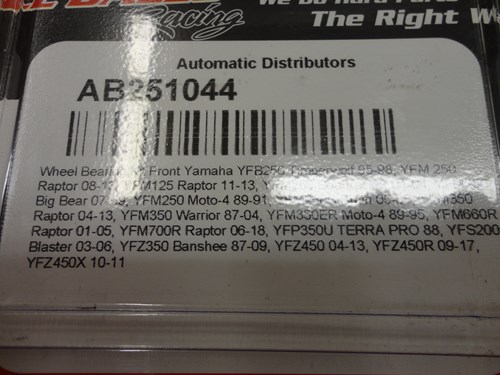 Racing
The Right
Automatic Distributors
AB251044
Wheel Front Yamaha 95-98, YFM 250
Raptor 08-13, YFM125 Raptor 11-13,
Big Bear YFM250 Moto-4 89-91,
Raptor 04-13, YFM350 Warrior 87-04, YFM350ER Moto-4 89-95, YFM660R
Raptor 01-05, YFM700R Raptor 06-18, YFP350U TERRA PRO 88, YFS200
Blaster 03-06, YFZ350 Banshee 87-09, YFZ450 04-13, YFZ450R 09-17,
YFZ450X 10-11